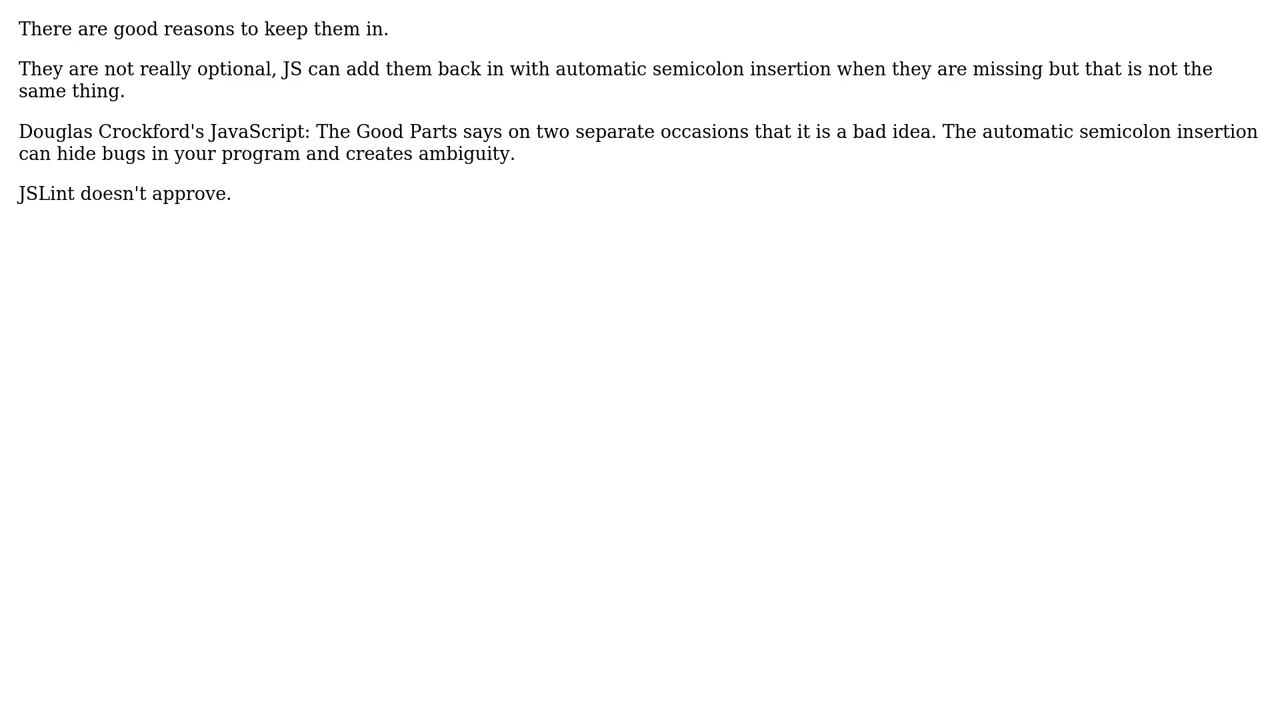 There are good reasons to keep them in.
They are not really optional, JS can add them back in with automatic semicolon insertion when they are missing but that is not the
same thing.
Douglas Crockford's JavaScript: The Good Parts says on two separate occasions that it is a bad idea. The automatic semicolon insertion
can hide bugs in your program and creates ambiguity.
JSLint doesn't approve.